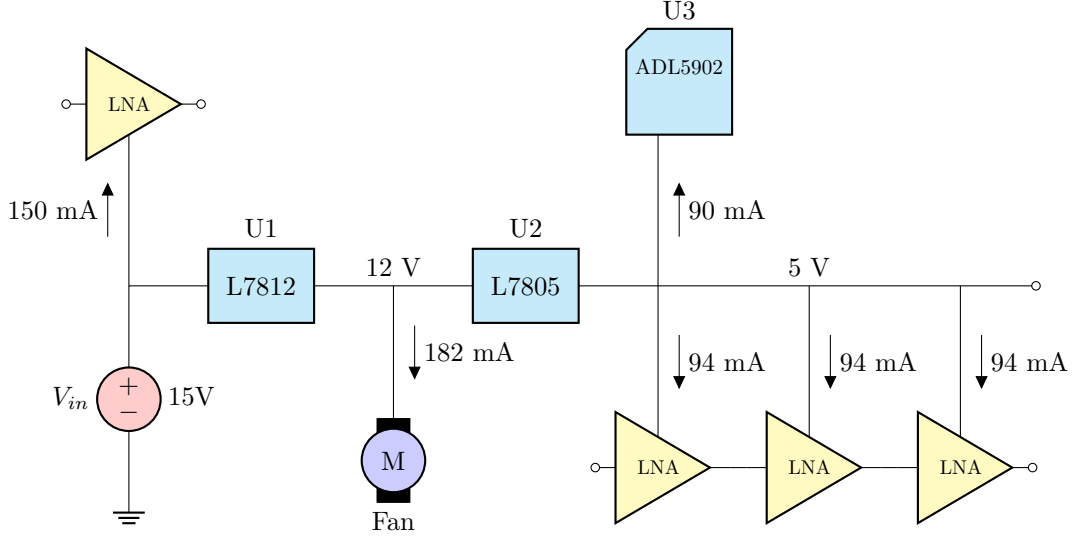 U3
ADL5902
LNA
150 mA
90 mA
U1
U2
L7812
12 V
L7805
5 V
182 mA
94 mA
94 mA
94 mA
V_in
+
−
15V
M
LNA
LNA
LNA
Fan